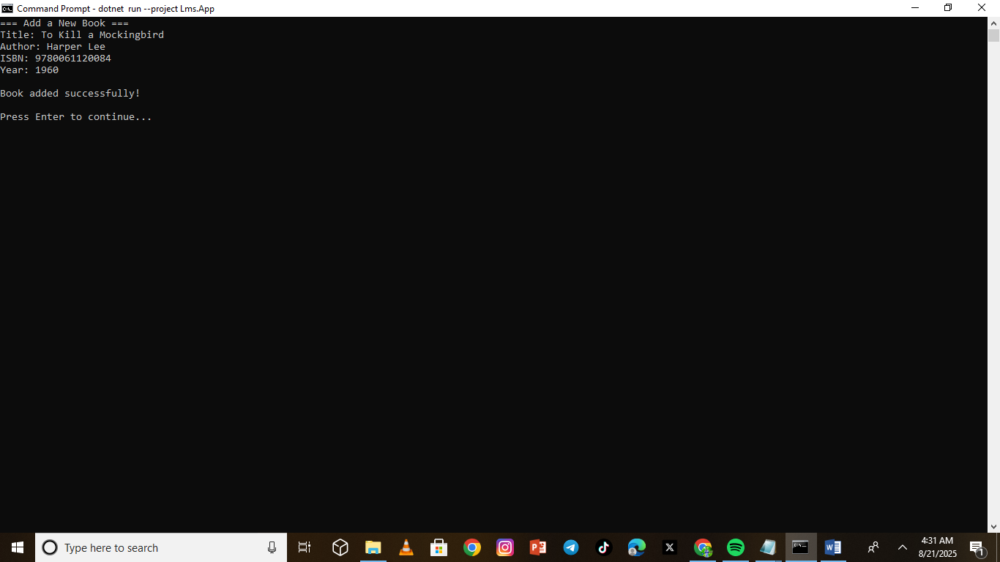 Command Prompt - dotnet  run --project Lms.App
=== Add a New Book ===
Title: To Kill a Mockingbird
Author: Harper Lee
ISBN: 9780061120084
Year: 1960
Book added successfully!
Press Enter to continue...
Type here to search
4:31 AM
8/21/2025
1